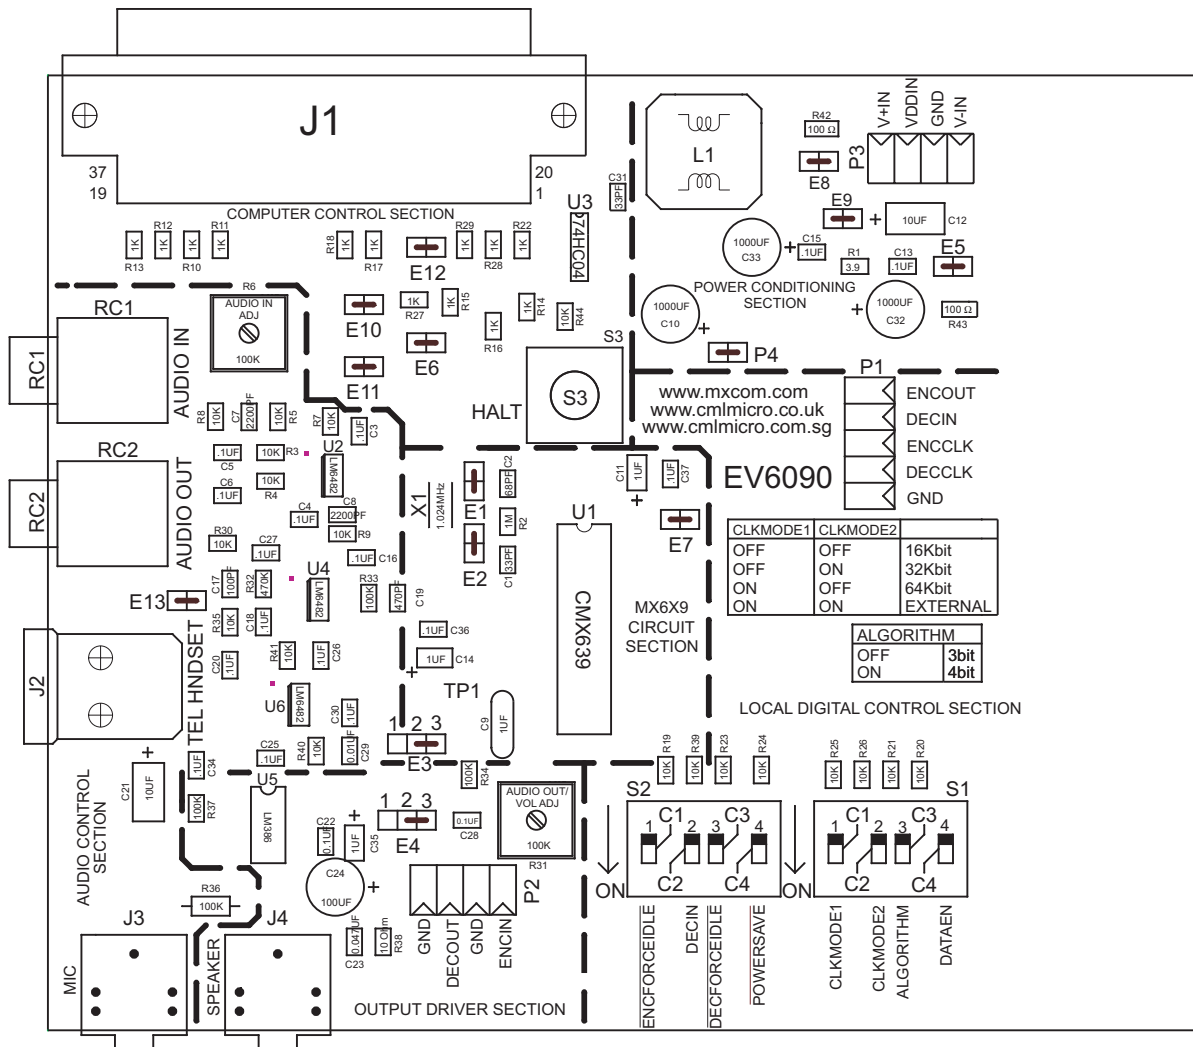 J1
37
19
20
1
COMPUTER CONTROL SECTION
R13
1K
R12
1K
R10
1K
R11
1K
R18
1K
R17
1K
E12
R29
1K
R28
1K
R22
1K
U3
74HC04
C31
33PF
L1
R42
100 Ω
E8
P3
V+IN
VDDIN
GND
V-IN
E9
10UF
C12
1000UF
C33
C15
.1UF
R1
3.9
C13
.1UF
E5
POWER CONDITIONING
SECTION
1000UF
C10
1000UF
C32
100 Ω
R43
P4
RC1
RC1
AUDIO IN
R6
AUDIO IN
ADJ
100K
E10
1K
R27
1K
R15
1K
R14
10K
R44
1K
R16
E6
E11
S3
S3
HALT
www.mxcom.com
www.cmlmicro.co.uk
www.cmlmicro.com.sg
P1
ENCOUT
DECIN
ENCCLK
DECCLK
GND
EV6090
R8
10K
C7
2200PF
10K
R5
R7
10K
C3
.1UF
RC2
RC2
AUDIO OUT
.1UF
C5
10K
R3
C6
.1UF
10K
R4
U2
LM6482
C4
.1UF
C8
2200PF
10K
R9
X1
1.024MHz
E1
C2
68PF
1M
R2
E2
C1
33PF
U1
CMX639
C11
1UF
.1UF
C37
E7
CLKMODE1 CLKMODE2
OFF OFF 16Kbit
OFF ON 32Kbit
ON OFF 64Kbit
ON ON EXTERNAL
ALGORITHM
OFF 3bit
ON 4bit
MX6X9
CIRCUIT
SECTION
LOCAL DIGITAL CONTROL SECTION
R30
10K
C27
.1UF
.1UF
C16
C17
100PF
R32
470K
U4
LM6482
R33
100K
470PF
C19
E13
R35
10K
C18
.1UF
.1UF
C36
1UF
C14
J2
TEL HNDSET
C20
.1UF
R41
10K
.1UF
C26
U6
LM6482
C30
.1UF
TP1
C9
1UF
C25
.1UF
R40
10K
0.01UF
C29
1 2 3
E3
100K
R34
C21
10UF
.1UF
C34
100K
R37
U5
LM386
C22
0.1UF
1UF
C35
1 2 3
E4
0.1UF
C28
AUDIO OUT/
VOL ADJ
100K
R31
AUDIO CONTROL
SECTION
C24
100UF
R36
100K
P2
GND
DECOUT
GND
ENCIN
0.047UF
C23
10 Ohm
R38
J3
MIC
J4
SPEAKER
OUTPUT DRIVER SECTION
R19
10K
R39
10K
R23
10K
R24
10K
S2
1 C1 2 3 C3 4
C2 C4
ON
ENCFORCEIDLE
DECIN
DECFORCEIDLE
POWERSAVE
R25
10K
R26
10K
R21
10K
R20
10K
S1
1 C1 2 3 C3 4
C2 C4
ON
CLKMODE1
CLKMODE2
ALGORITHM
DATAEN